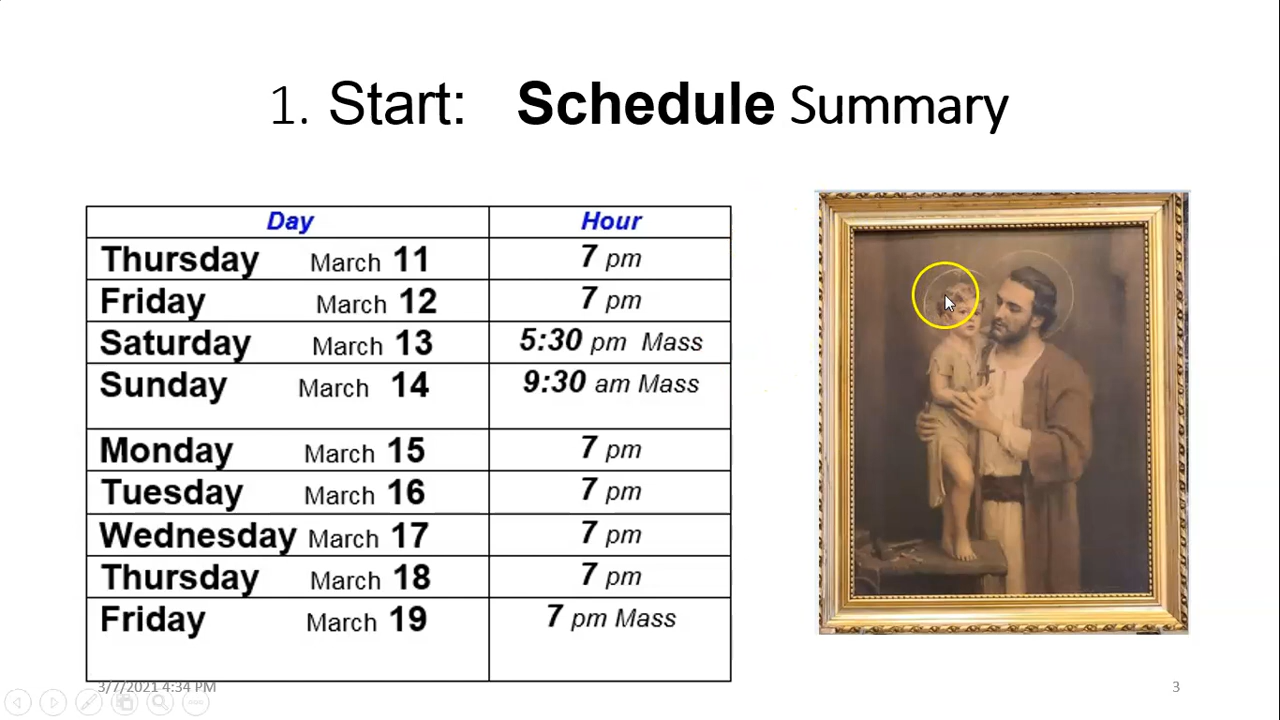 1. Start: Schedule Summary
Day Hour
Thursday March 11 7 pm
Friday March 12 7 pm
Saturday March 13 5:30 pm Mass
Sunday March 14 9:30 am Mass
Monday March 15 7 pm
Tuesday March 16 7 pm
Wednesday March 17 7 pm
Thursday March 18 7 pm
Friday March 19 7 pm Mass
3/7/2021 4:34 PM 3